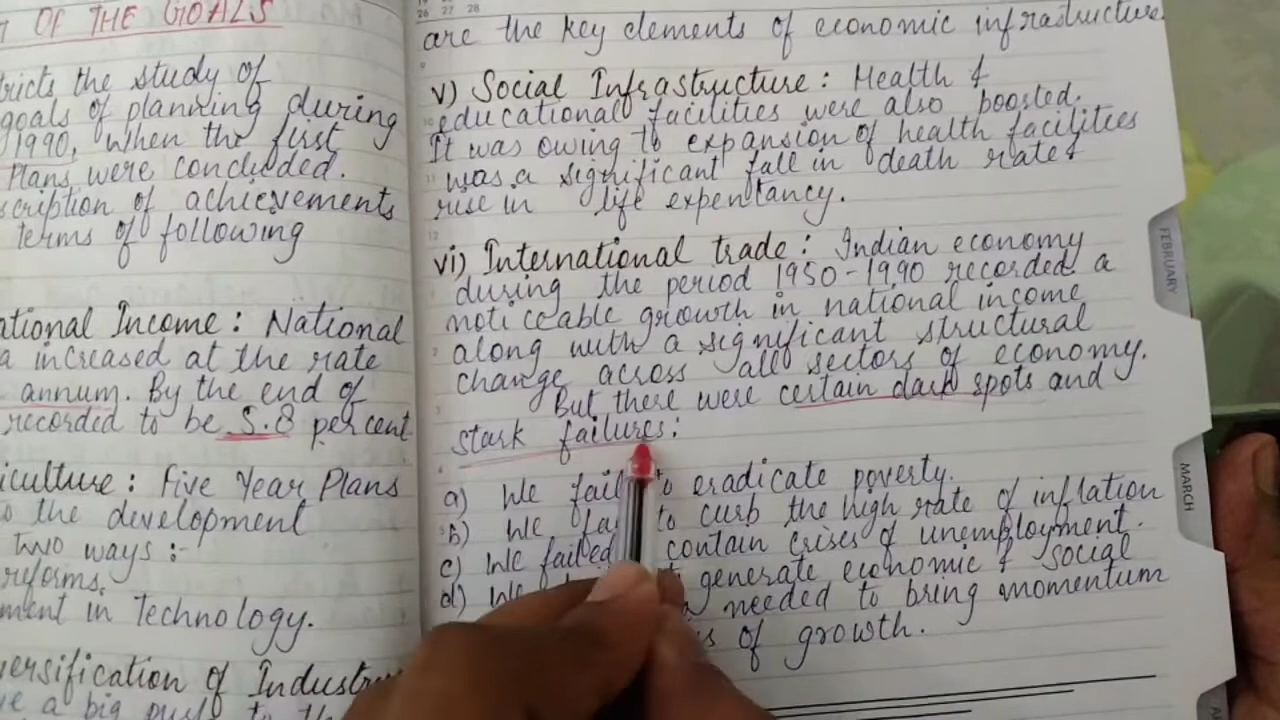 OF THE GOALS
tricts the study of
goals of planning during
1990, when the first
Plans were concluded.
scription of achievements
terms of following
ational Income: National
a increased at the rate
annum. By the end of
recorded to be 5.8 per cent
iculture: Five Year Plans
the development
two ways :-
reforms.
ment in Technology.
ersification of Industry
a big push to th
26 27 28
are the key elements of economic infrastructure
v) Social Infrastructure: Health &
educational facilities were also boosted.
It was owing to expansion of health facilities
was a significant fall in death rate &
rise in life expentancy.
vi) International trade: Indian economy
during the period 1950-1990 recorded a
noticeable growth in national income
along with a significant structural
change across all sectors of economy.
But there were certain dark spots and
stark failures:
a) We fail to eradicate poverty.
b) We fa to curb the high rate of inflation
c) We failed contain crises of unemployment.
d) We generate economic & social
needed to bring momentum
of growth.
FEBRUARY
MARCH